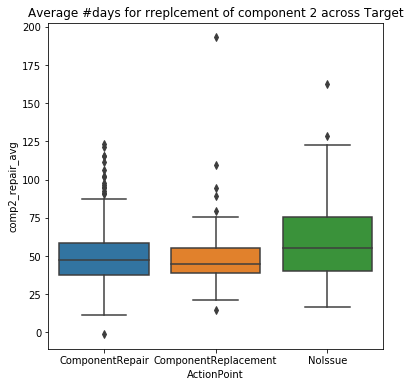 Average #days for rreplcement of component 2 across Target
200
175
150
125
100
75
50
25
0
comp2_repair_avg
ComponentRepair
ComponentReplacement
NoIssue
ActionPoint